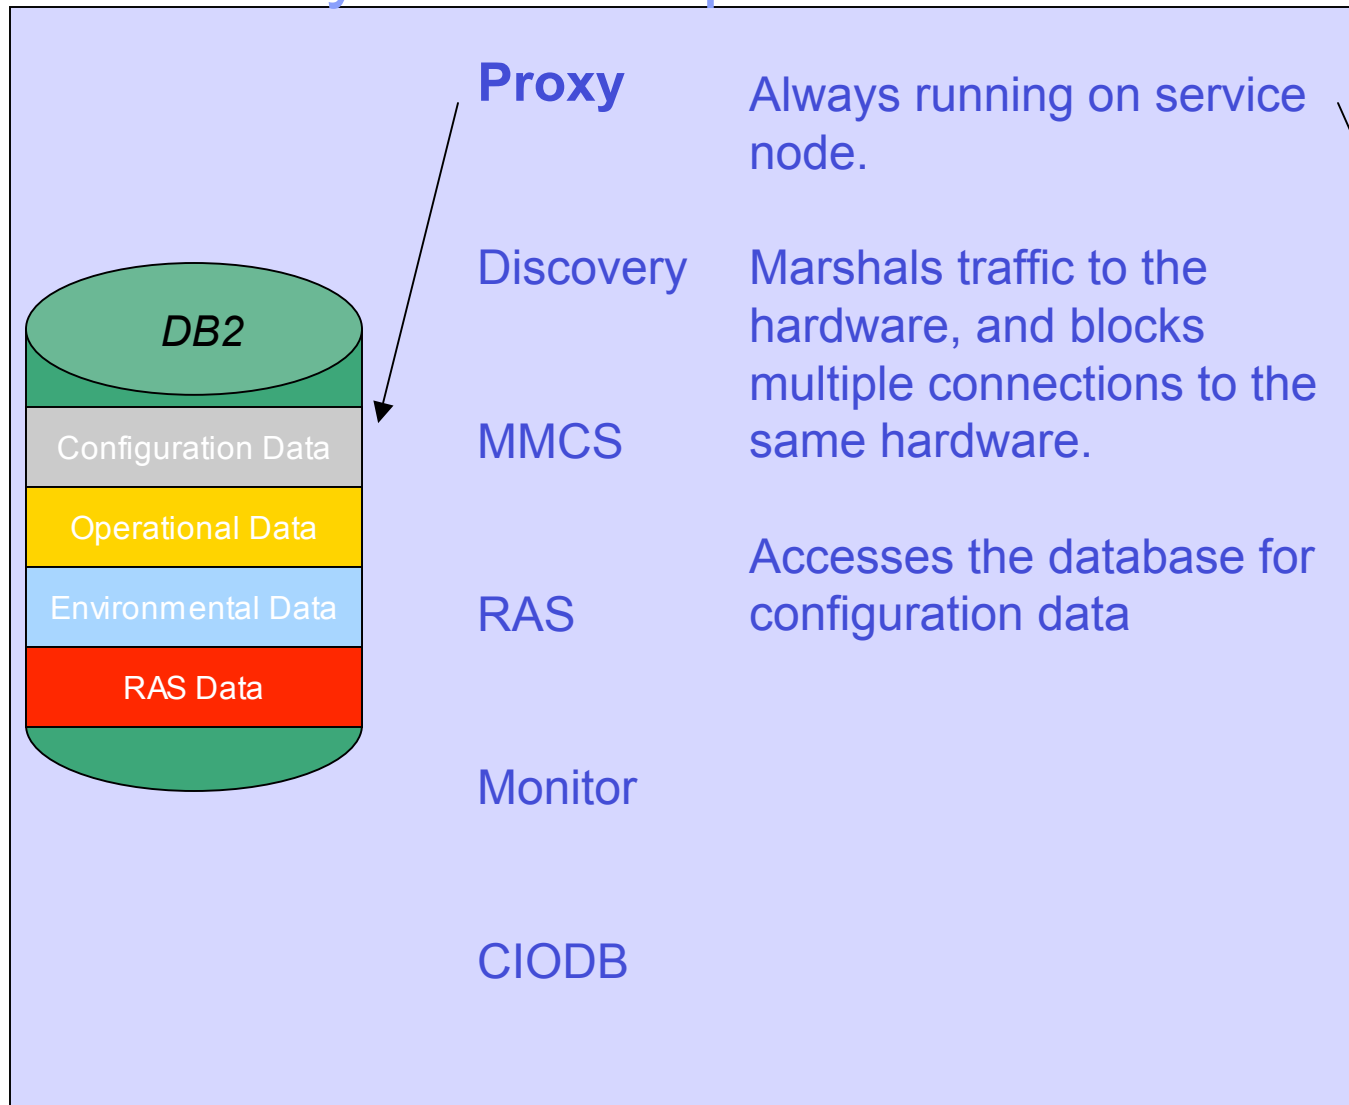 Proxy
Always running on service
node.
Discovery
Marshals traffic to the
hardware, and blocks
multiple connections to the
same hardware.
MMCS
Accesses the database for
configuration data
RAS
Monitor
CIODB
DB2
Configuration Data
Operational Data
Environmental Data
RAS Data